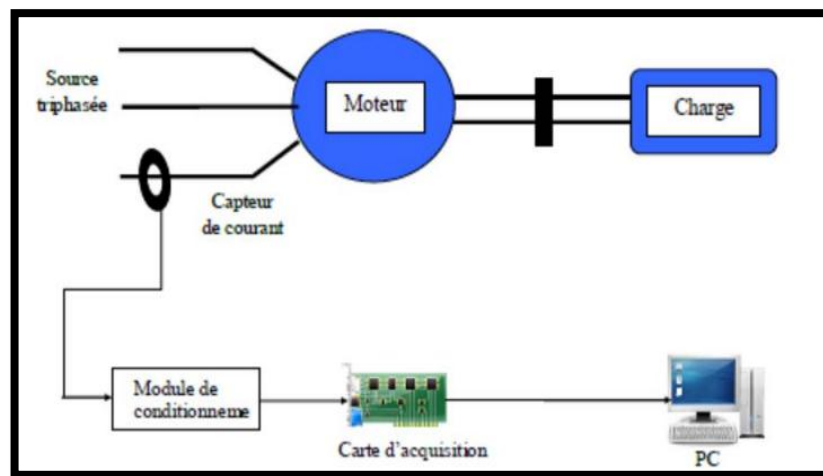 Source
triphasée
Moteur
Charge
Capteur
de courant
Module de
conditionneme
Carte d'acquisition
PC